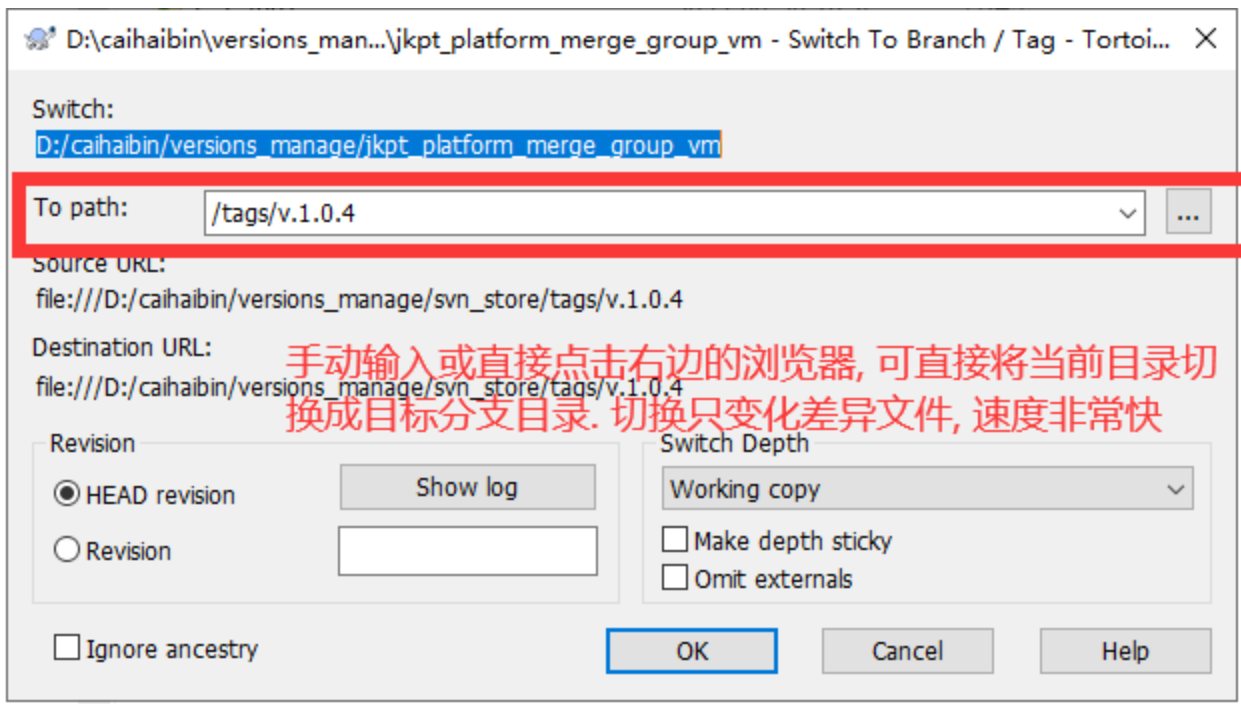 D:\caihaibin\versions_man...\jkpt_platform_merge_group_vm - Switch To Branch / Tag - Tortoi...
Switch:
D:/caihaibin/versions_manage/jkpt_platform_merge_group_vm
To path:
/tags/v.1.0.4
...
Source URL:
file:///D:/caihaibin/versions_manage/svn_store/tags/v.1.0.4
Destination URL:
file:///D:/caihaibin/versions_manage/svn_store/tags/v.1.0.4
手动输入或直接点击右边的浏览器, 可直接将当前目录切
换成目标分支目录. 切换只变化差异文件, 速度非常快
Revision
HEAD revision
Show log
Revision
Switch Depth
Working copy
Make depth sticky
Omit externals
Ignore ancestry
OK
Cancel
Help